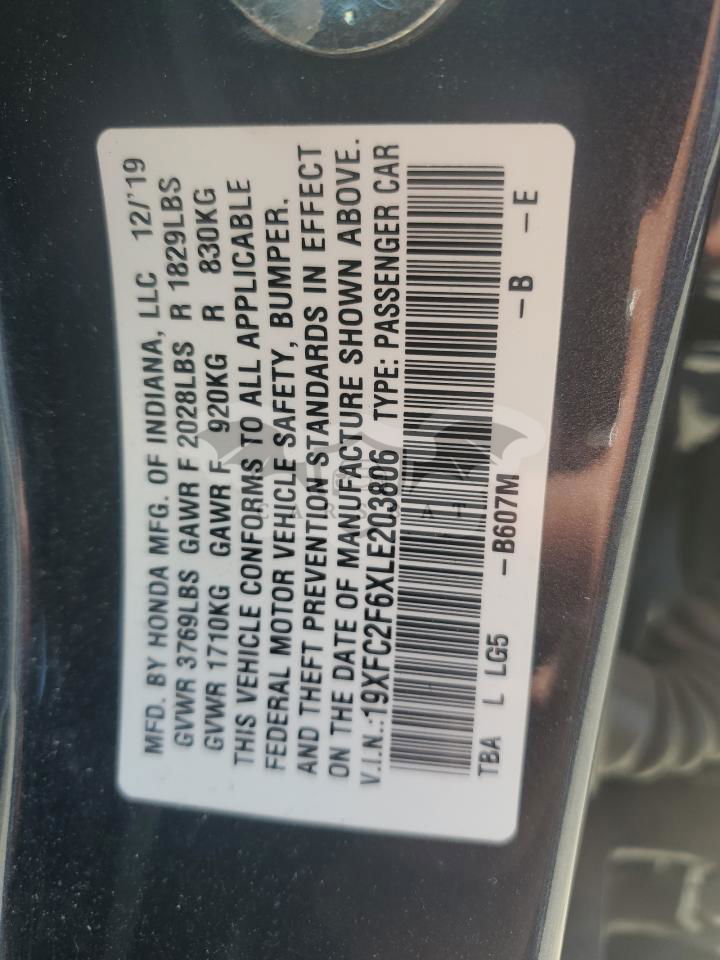 MFD. BY HONDA MFG. OF INDIANA, LLC 12/'19
GVWR 3769LBS GAWR F 2028LBS R 1829LBS
GVWR 1710KG GAWR F 920KG R 830KG
THIS VEHICLE CONFORMS TO ALL APPLICABLE
FEDERAL MOTOR VEHICLE SAFETY, BUMPER,
AND THEFT PREVENTION STANDARDS IN EFFECT
ON THE DATE OF MANUFACTURE SHOWN ABOVE.
V.I.N.:19XFC2F6XLE203806 TYPE: PASSENGER CAR
TBA L LG5 -B607M -B -E